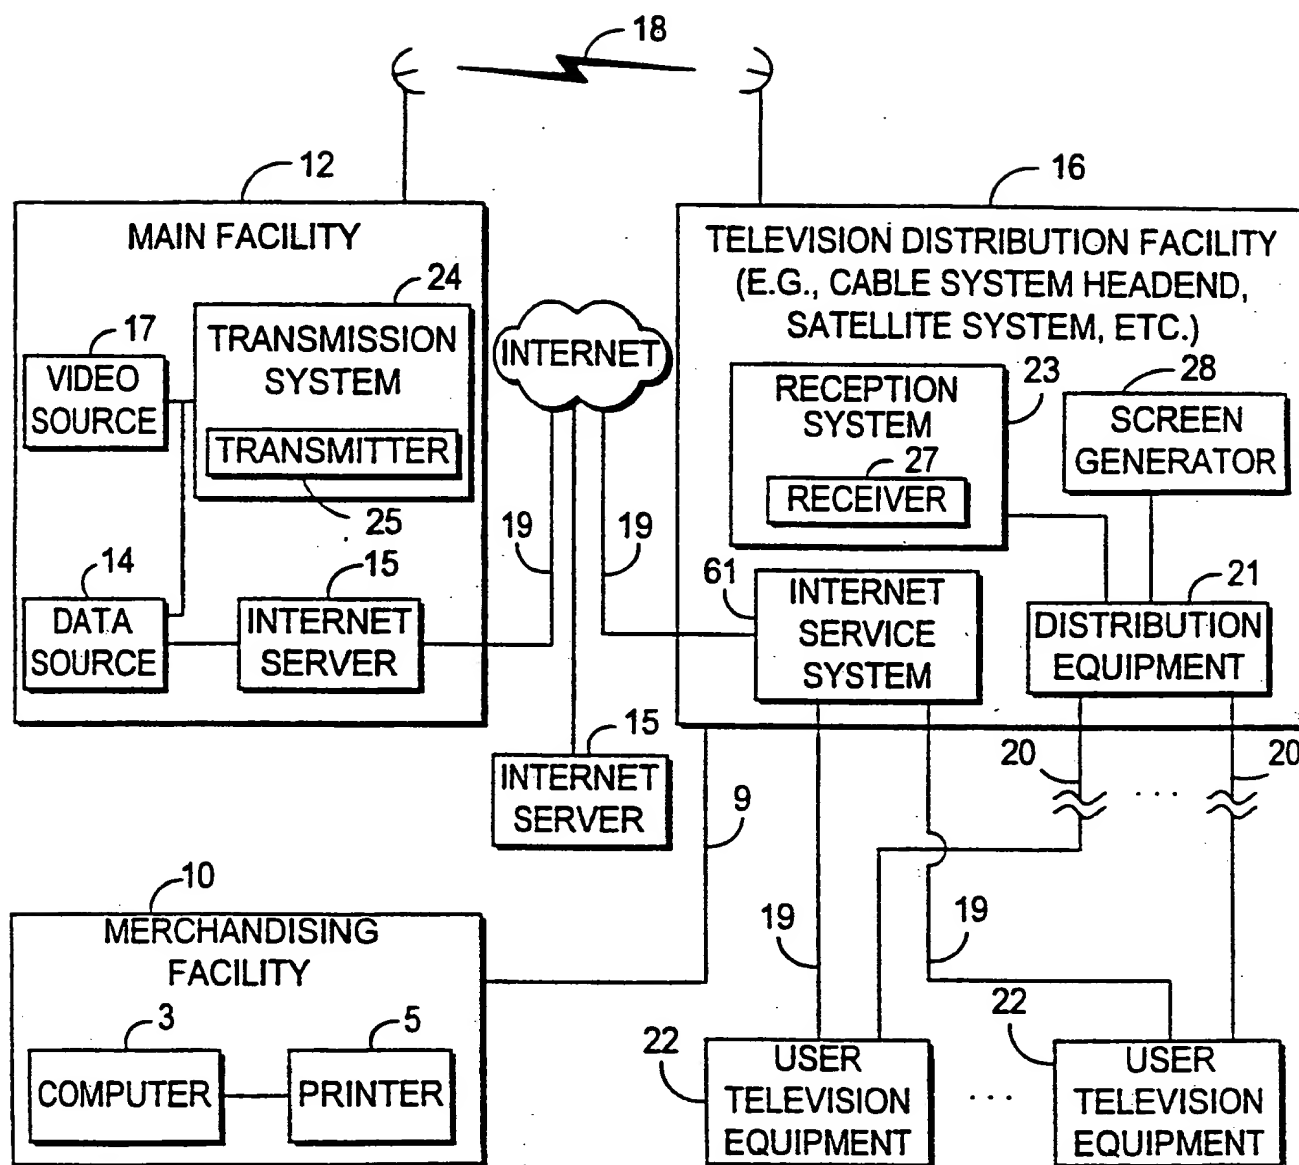 18
12
MAIN FACILITY
24
TRANSMISSION
SYSTEM
TRANSMITTER
25
17
VIDEO
SOURCE
14
DATA
SOURCE
15
INTERNET
SERVER
INTERNET
19
19
15
INTERNET
SERVER
16
TELEVISION DISTRIBUTION FACILITY
(E.G., CABLE SYSTEM HEADEND,
SATELLITE SYSTEM, ETC.)
RECEPTION
SYSTEM
23
27
RECEIVER
28
SCREEN
GENERATOR
61
INTERNET
SERVICE
SYSTEM
21
DISTRIBUTION
EQUIPMENT
20
. . .
20
9
10
MERCHANDISING
FACILITY
3
COMPUTER
5
PRINTER
19
19
22
USER
TELEVISION
EQUIPMENT
. . .
22
USER
TELEVISION
EQUIPMENT